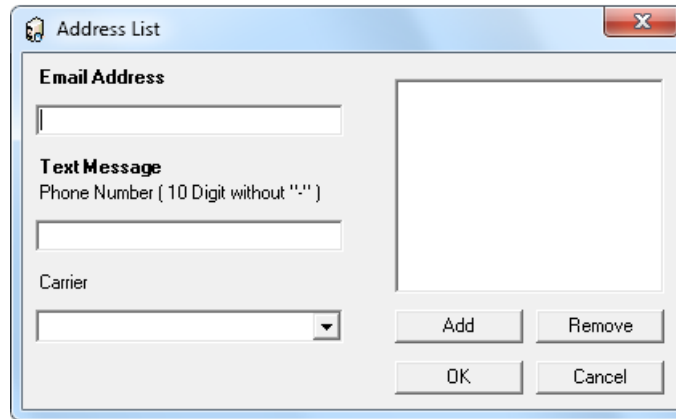 Address List
Email Address
Text Message
Phone Number ( 10 Digit without "-" )
Carrier
Add Remove
OK Cancel